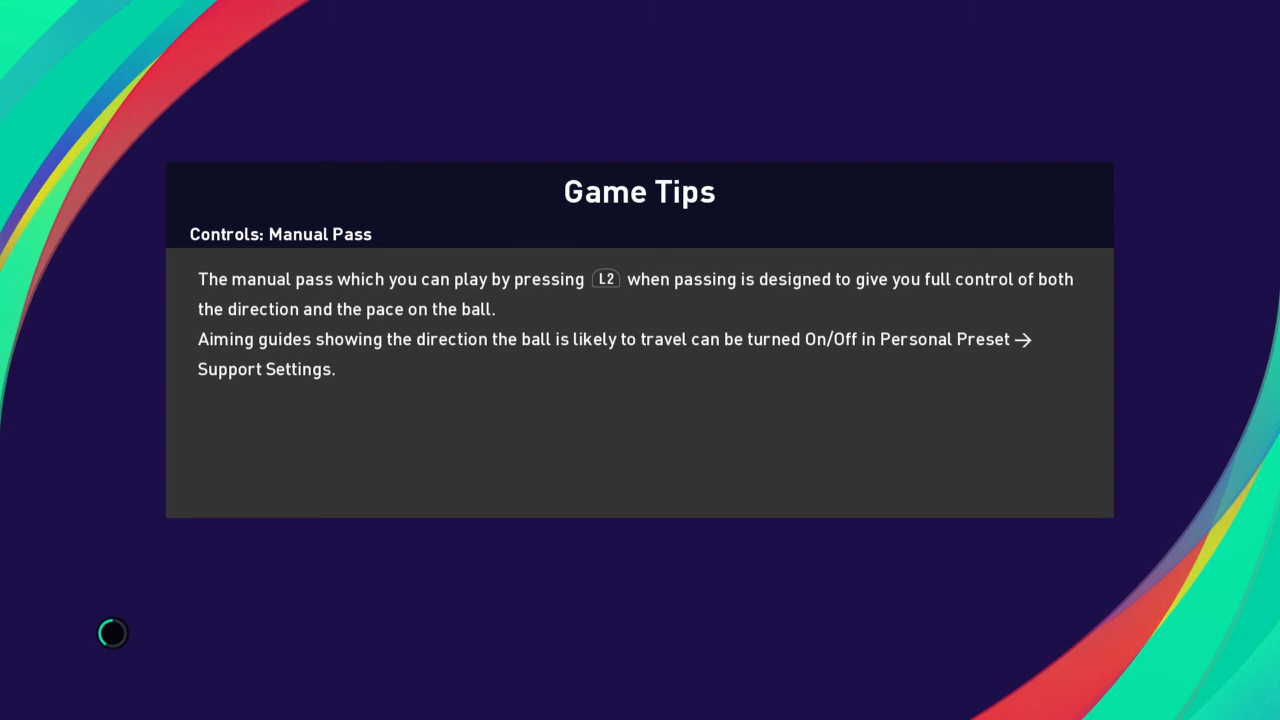 Game Tips
Controls: Manual Pass
The manual pass which you can play by pressing L2 when passing is designed to give you full control of both
the direction and the pace on the ball.
Aiming guides showing the direction the ball is likely to travel can be turned On/Off in Personal Preset →
Support Settings.